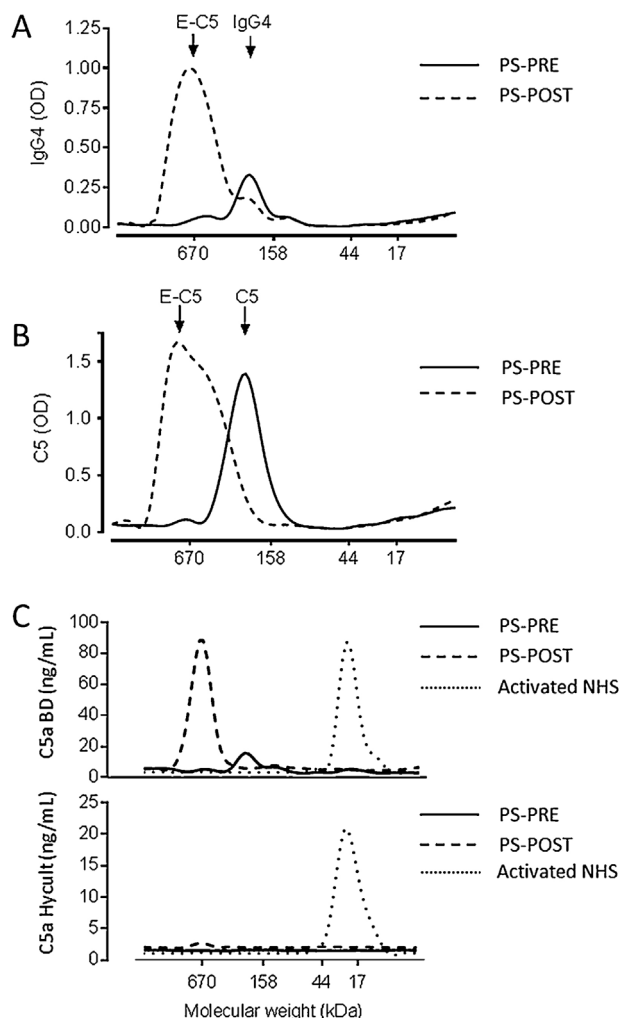 A
E-C5 IgG4
IgG4 (OD)
1.25
1.00
0.75
0.50
0.25
0.00
670 158 44 17
PS-PRE
PS-POST
B
E-C5 C5
C5 (OD)
1.5
1.0
0.5
0.0
670 158 44 17
PS-PRE
PS-POST
C
C5a BD (ng/mL)
100
80
60
40
20
0
PS-PRE
PS-POST
Activated NHS
C5a Hycult (ng/mL)
25
20
15
10
5
0
670 158 44 17
Molecular weight (kDa)
PS-PRE
PS-POST
Activated NHS